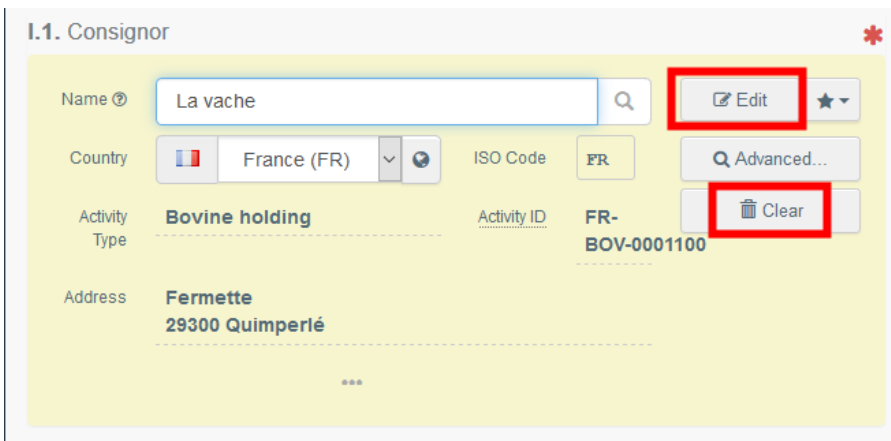 I.1. Consignor
Name
La vache
Edit
Country
France (FR)
ISO Code
FR
Advanced...
Activity Type
Bovine holding
Activity ID
FR-
BOV-0001100
Clear
Address
Fermette
29300 Quimperlé